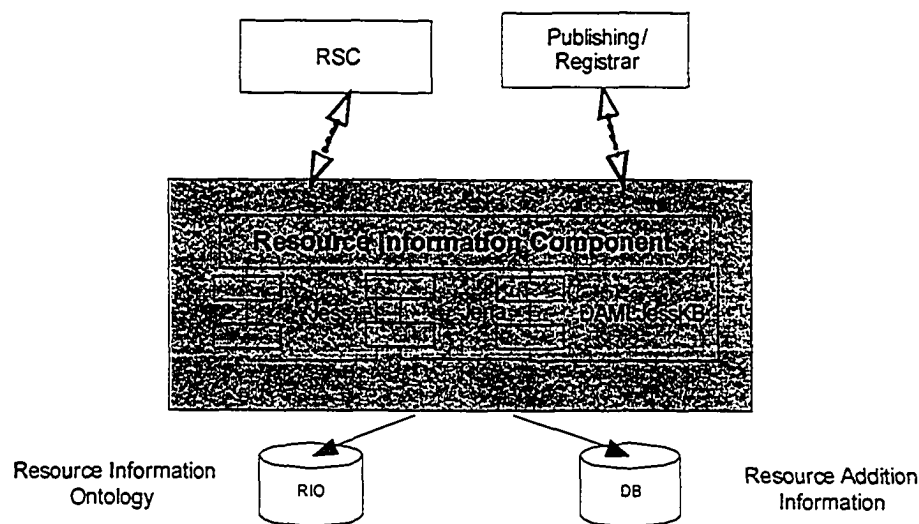 RSC
Publishing/
Registrar
Resource Information Component
Jess
Jena
DAMLJessKB
Resource Information
Ontology
RIO
DB
Resource Addition
Information